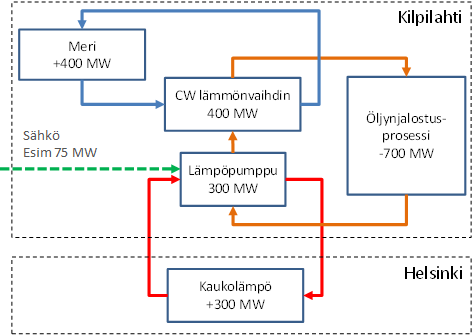 Kilpilahti
Meri
+400 MW
CW lämmönvaihdin
400 MW
Öljynjalostus-
prosessi
-700 MW
Sähkö
Esim 75 MW
Lämpöpumppu
300 MW
Helsinki
Kaukolämpö
+300 MW